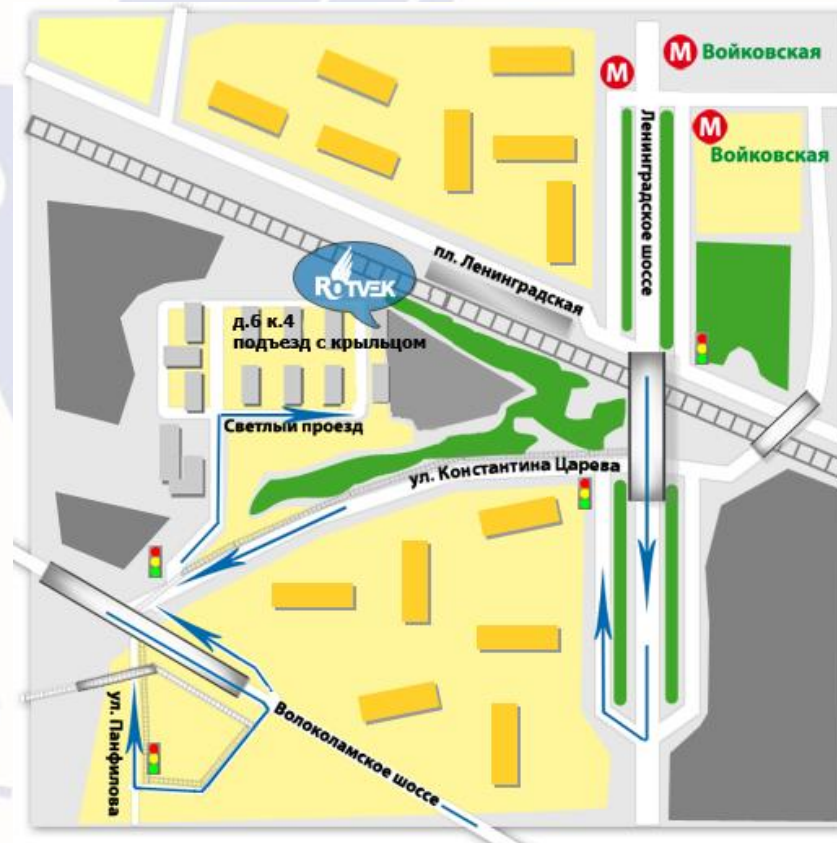 М
М Войковская
М
Войковская
Ленинградское шоссе
пл. Ленинградская
ROTVEK
д.6 к.4
подъезд с крыльцом
Светлый проезд
ул. Константина Царева
Волоколамское шоссе
ул. Панфилова